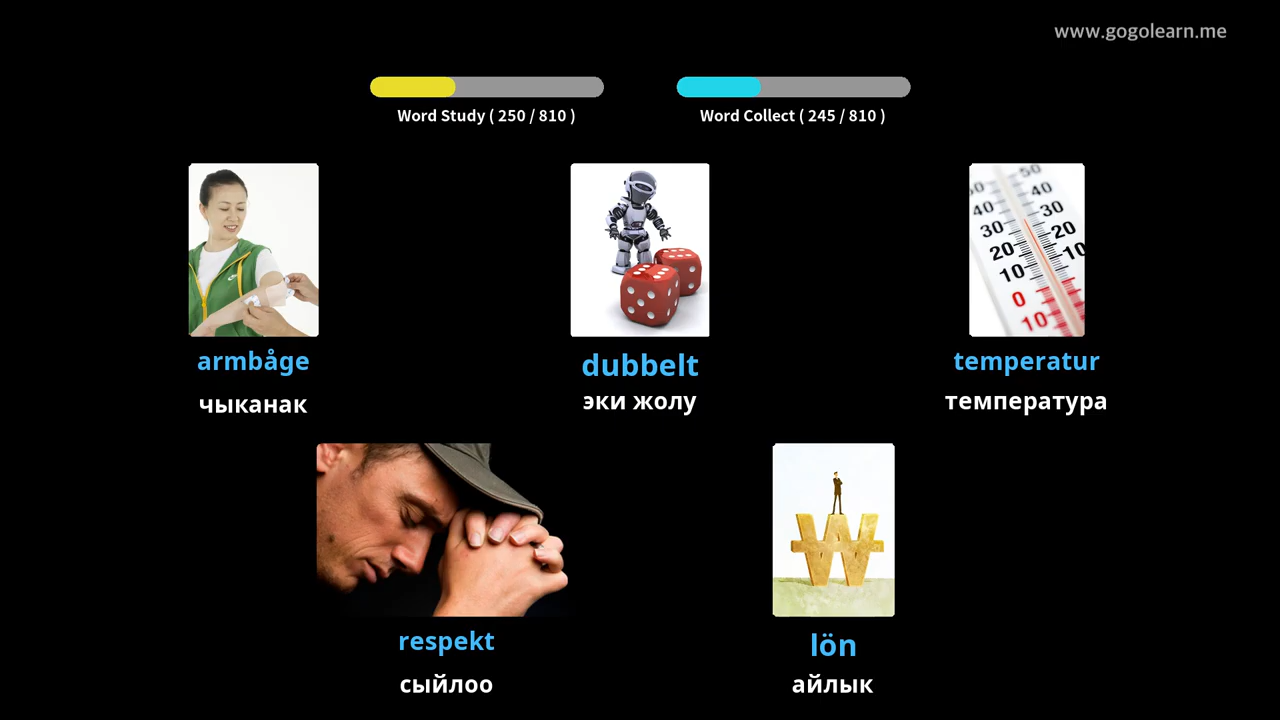 www.gogolearn.me
Word Study ( 250 / 810 )
Word Collect ( 245 / 810 )
armbåge
чыканак
dubbelt
эки жолу
temperatur
температура
respekt
сыйлоо
lön
айлык